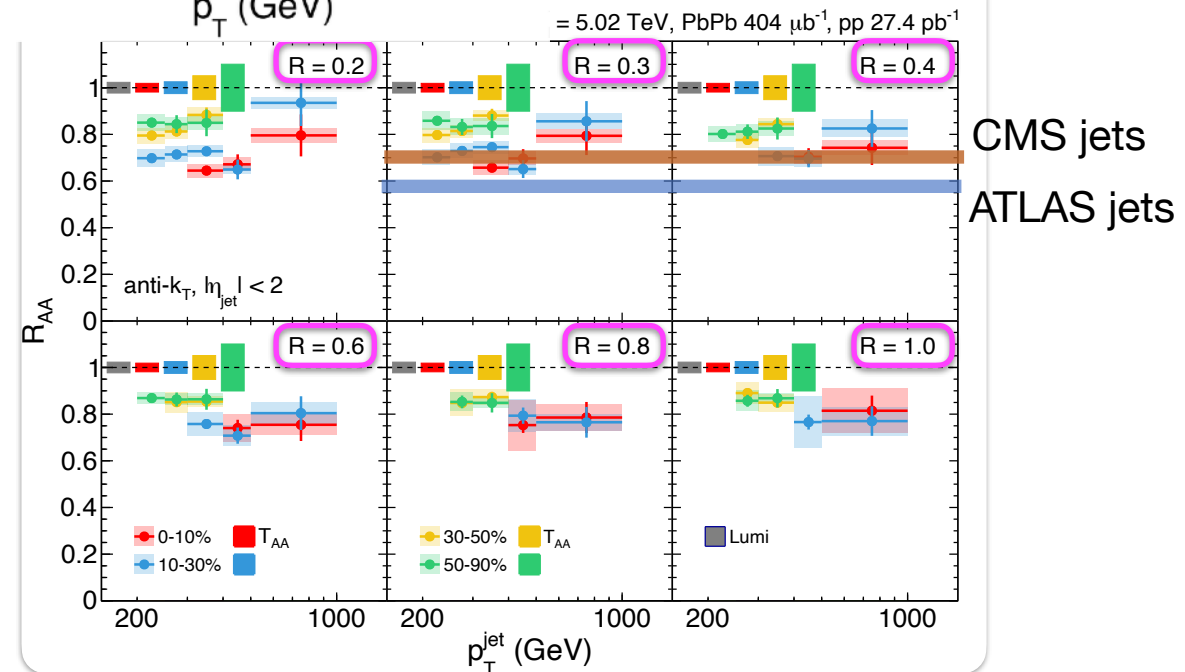 p_T (GeV)
= 5.02 TeV, PbPb 404 μb⁻¹, pp 27.4 pb⁻¹
R = 0.2
R = 0.3
R = 0.4
1
0.8
0.6
0.4
0.2
0
CMS jets
ATLAS jets
anti-k_T, |η_jet| < 2
R_AA
R = 0.6
R = 0.8
R = 1.0
1
0.8
0.6
0.4
0.2
0
0-10% T_AA
10-30%
30-50% T_AA
50-90%
Lumi
200 1000 200 1000 200 1000
p_T^jet (GeV)